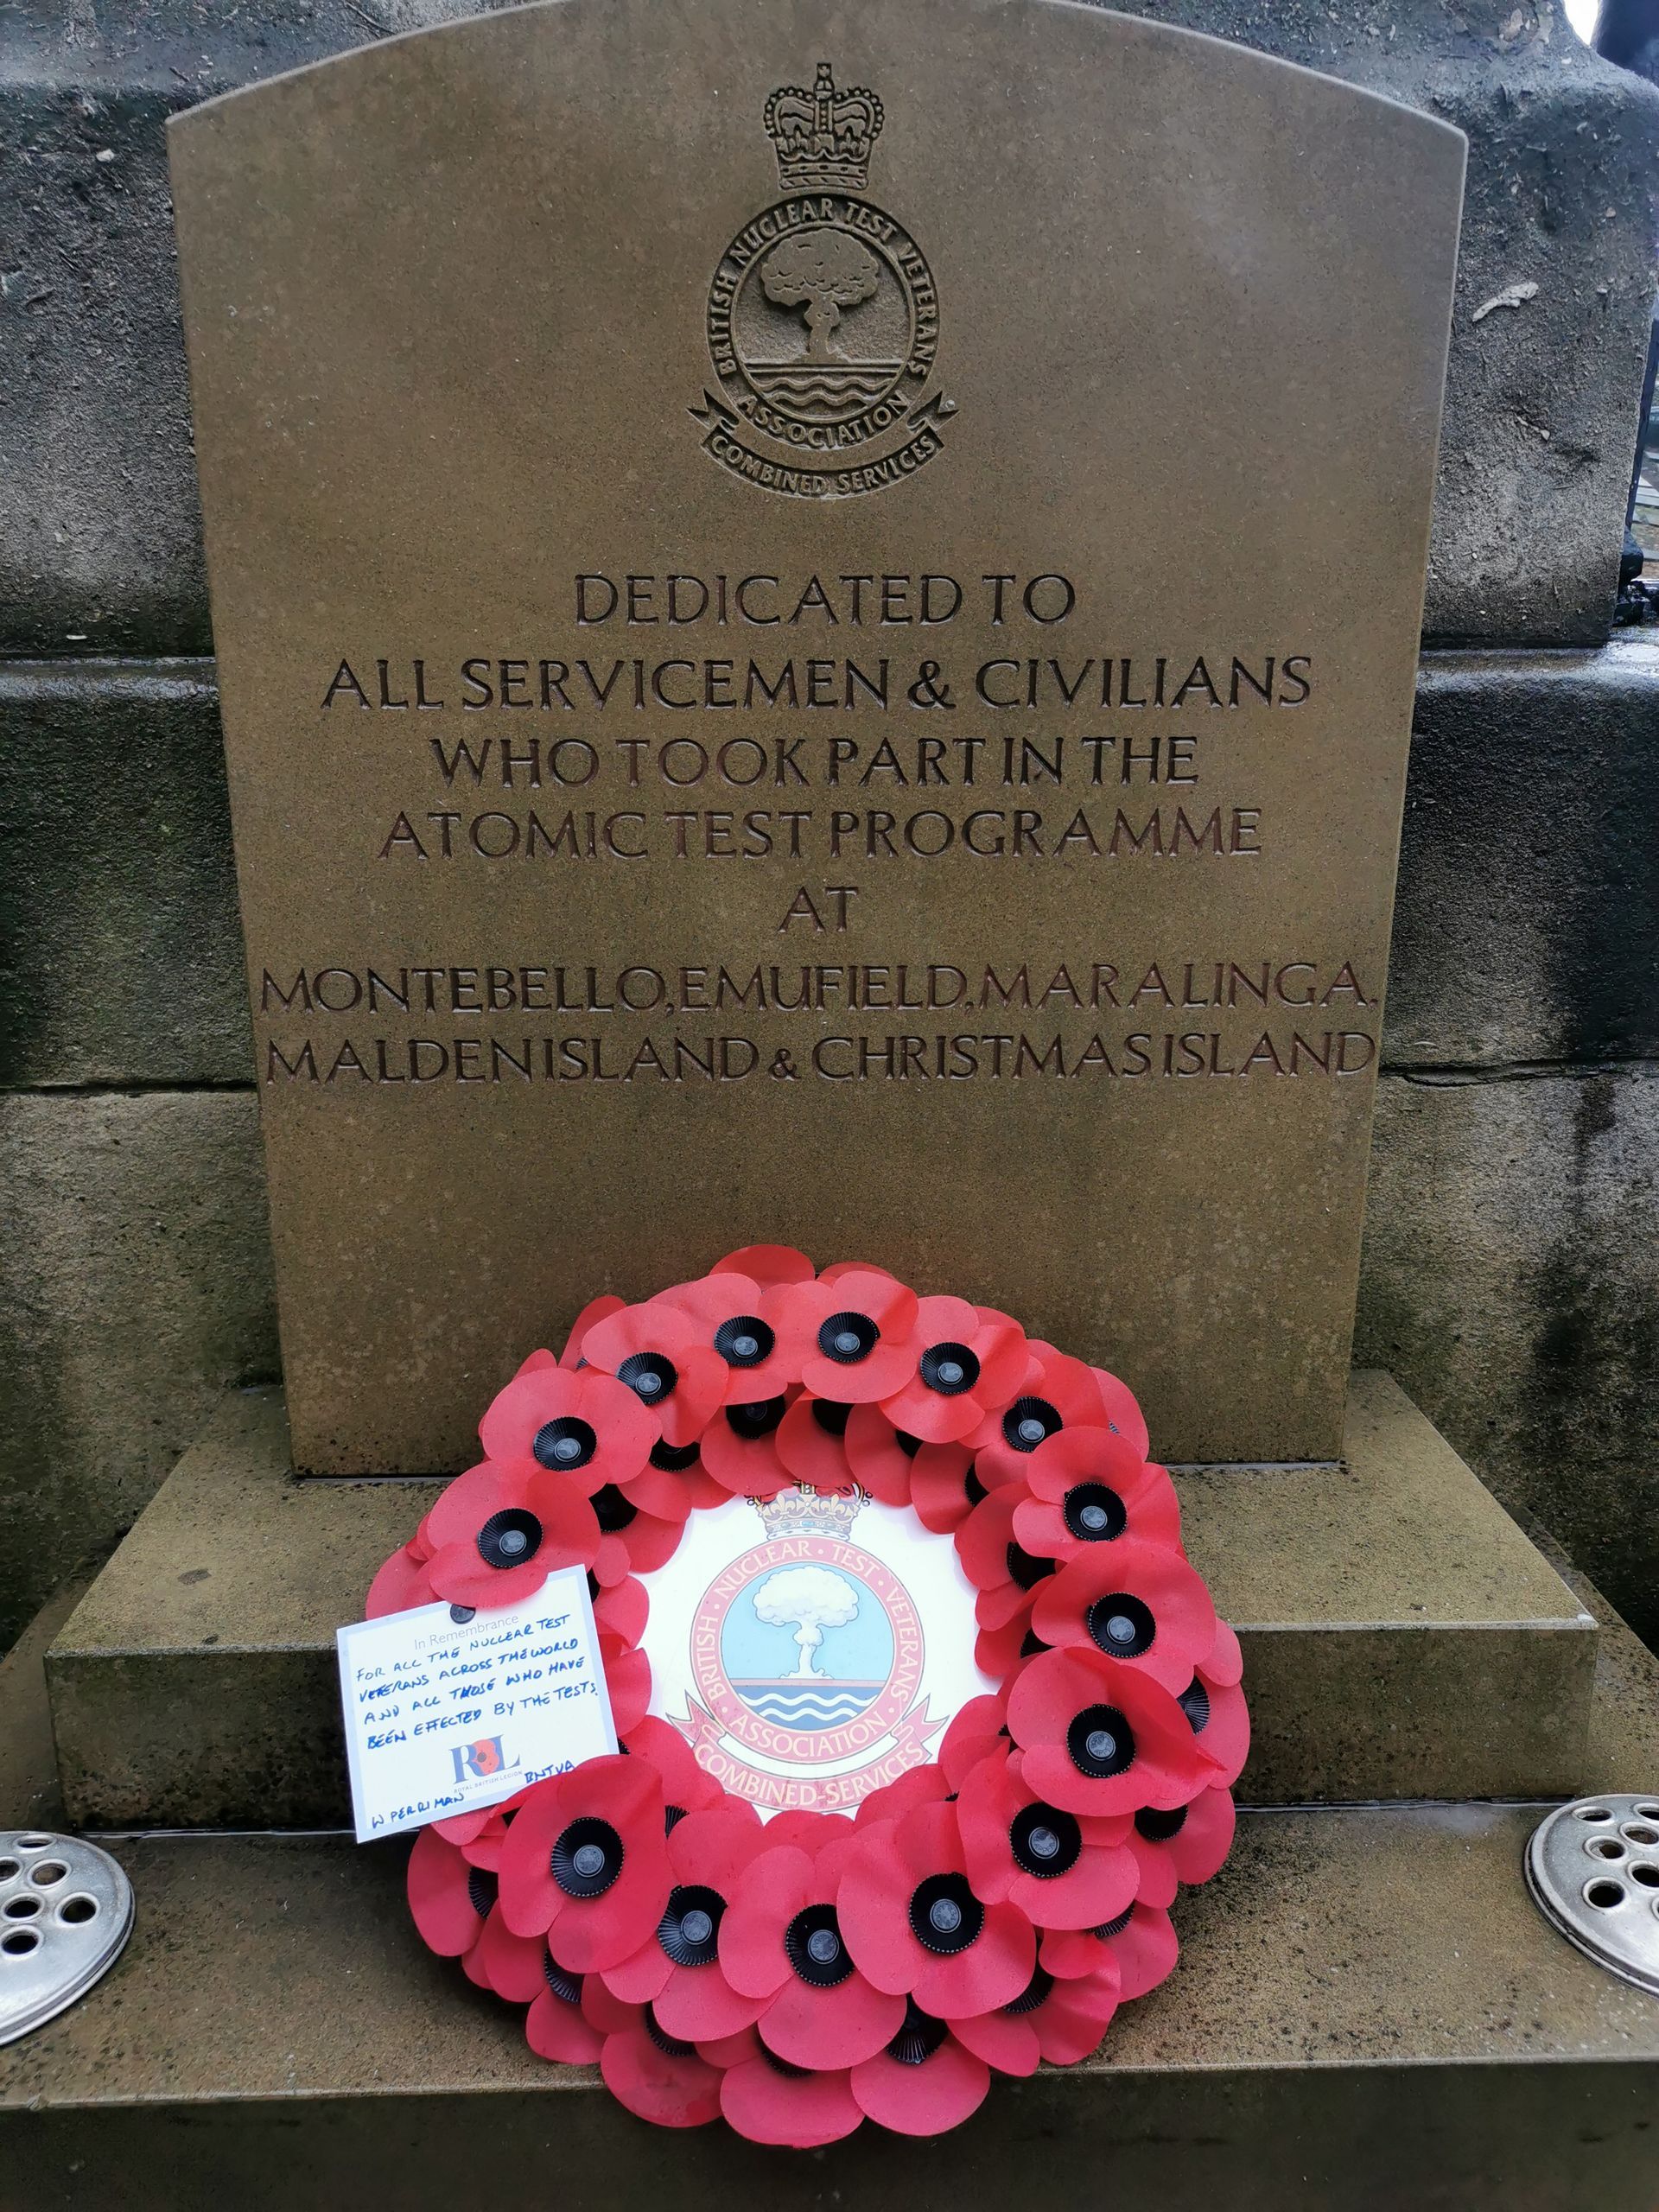 BRITISH NUCLEAR TEST VETERANS
ASSOCIATION
COMBINED SERVICES
DEDICATED TO
ALL SERVICEMEN & CIVILIANS
WHO TOOK PART IN THE
ATOMIC TEST PROGRAMME
AT
MONTEBELLO, EMUFIELD, MARALINGA,
MALDEN ISLAND & CHRISTMAS ISLAND
BRITISH · NUCLEAR · TEST · VETERANS
· ASSOCIATION ·
COMBINED-SERVICES
In Remembrance
FOR ALL THE NUCLEAR TEST
VETERANS ACROSS THE WORLD
AND ALL THOSE WHO HAVE
BEEN EFFECTED BY THE TESTS.
RBL
ROYAL BRITISH LEGION
BNTVA
W PERRIMAN